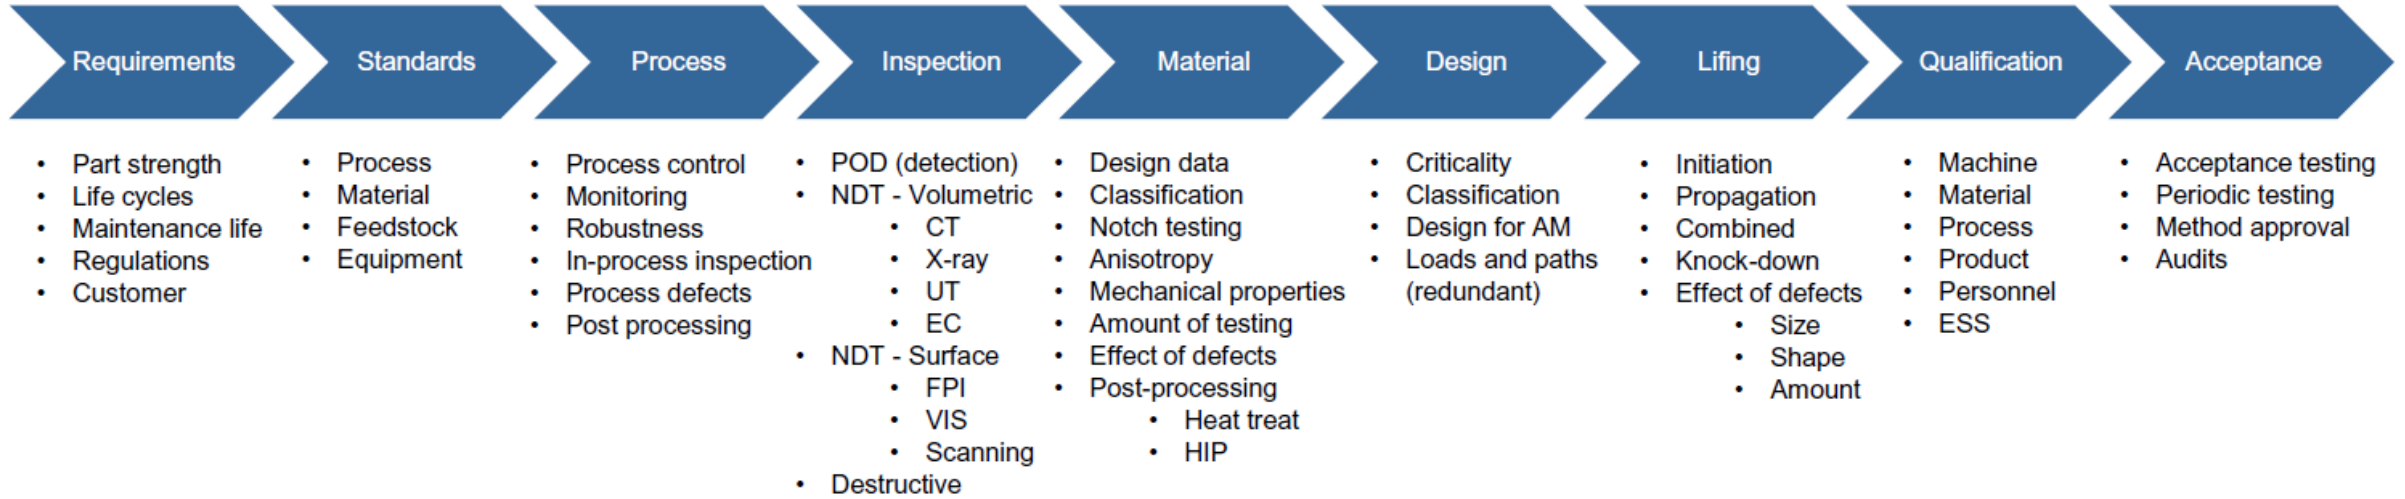 Requirements
Standards
Process
Inspection
Material
Design
Lifing
Qualification
Acceptance
• Part strength
• Life cycles
• Maintenance life
• Regulations
• Customer
• Process
• Material
• Feedstock
• Equipment
• Process control
• Monitoring
• Robustness
• In-process inspection
• Process defects
• Post processing
• POD (detection)
• NDT - Volumetric
• CT
• X-ray
• UT
• EC
• NDT - Surface
• FPI
• VIS
• Scanning
• Destructive
• Design data
• Classification
• Notch testing
• Anisotropy
• Mechanical properties
• Amount of testing
• Effect of defects
• Post-processing
• Heat treat
• HIP
• Criticality
• Classification
• Design for AM
• Loads and paths
(redundant)
• Initiation
• Propagation
• Combined
• Knock-down
• Effect of defects
• Size
• Shape
• Amount
• Machine
• Material
• Process
• Product
• Personnel
• ESS
• Acceptance testing
• Periodic testing
• Method approval
• Audits